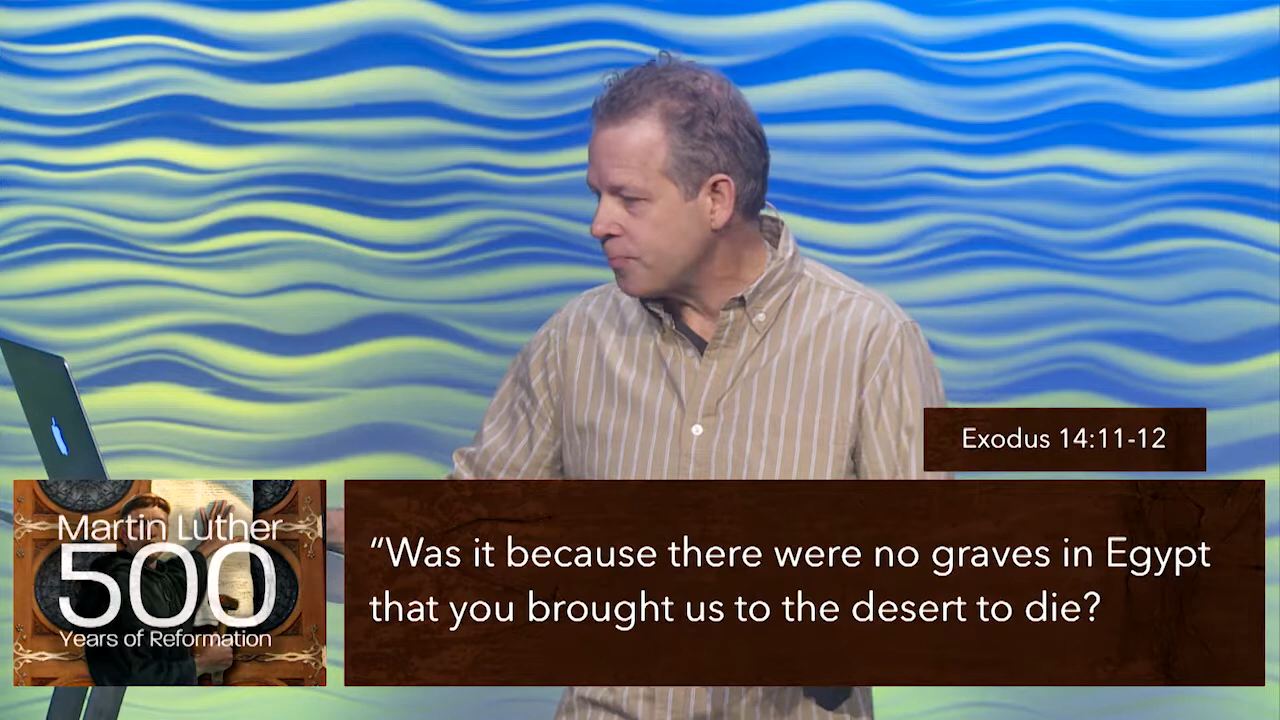 Exodus 14:11-12
Martin Luther
500
Years of Reformation
“Was it because there were no graves in Egypt
that you brought us to the desert to die?